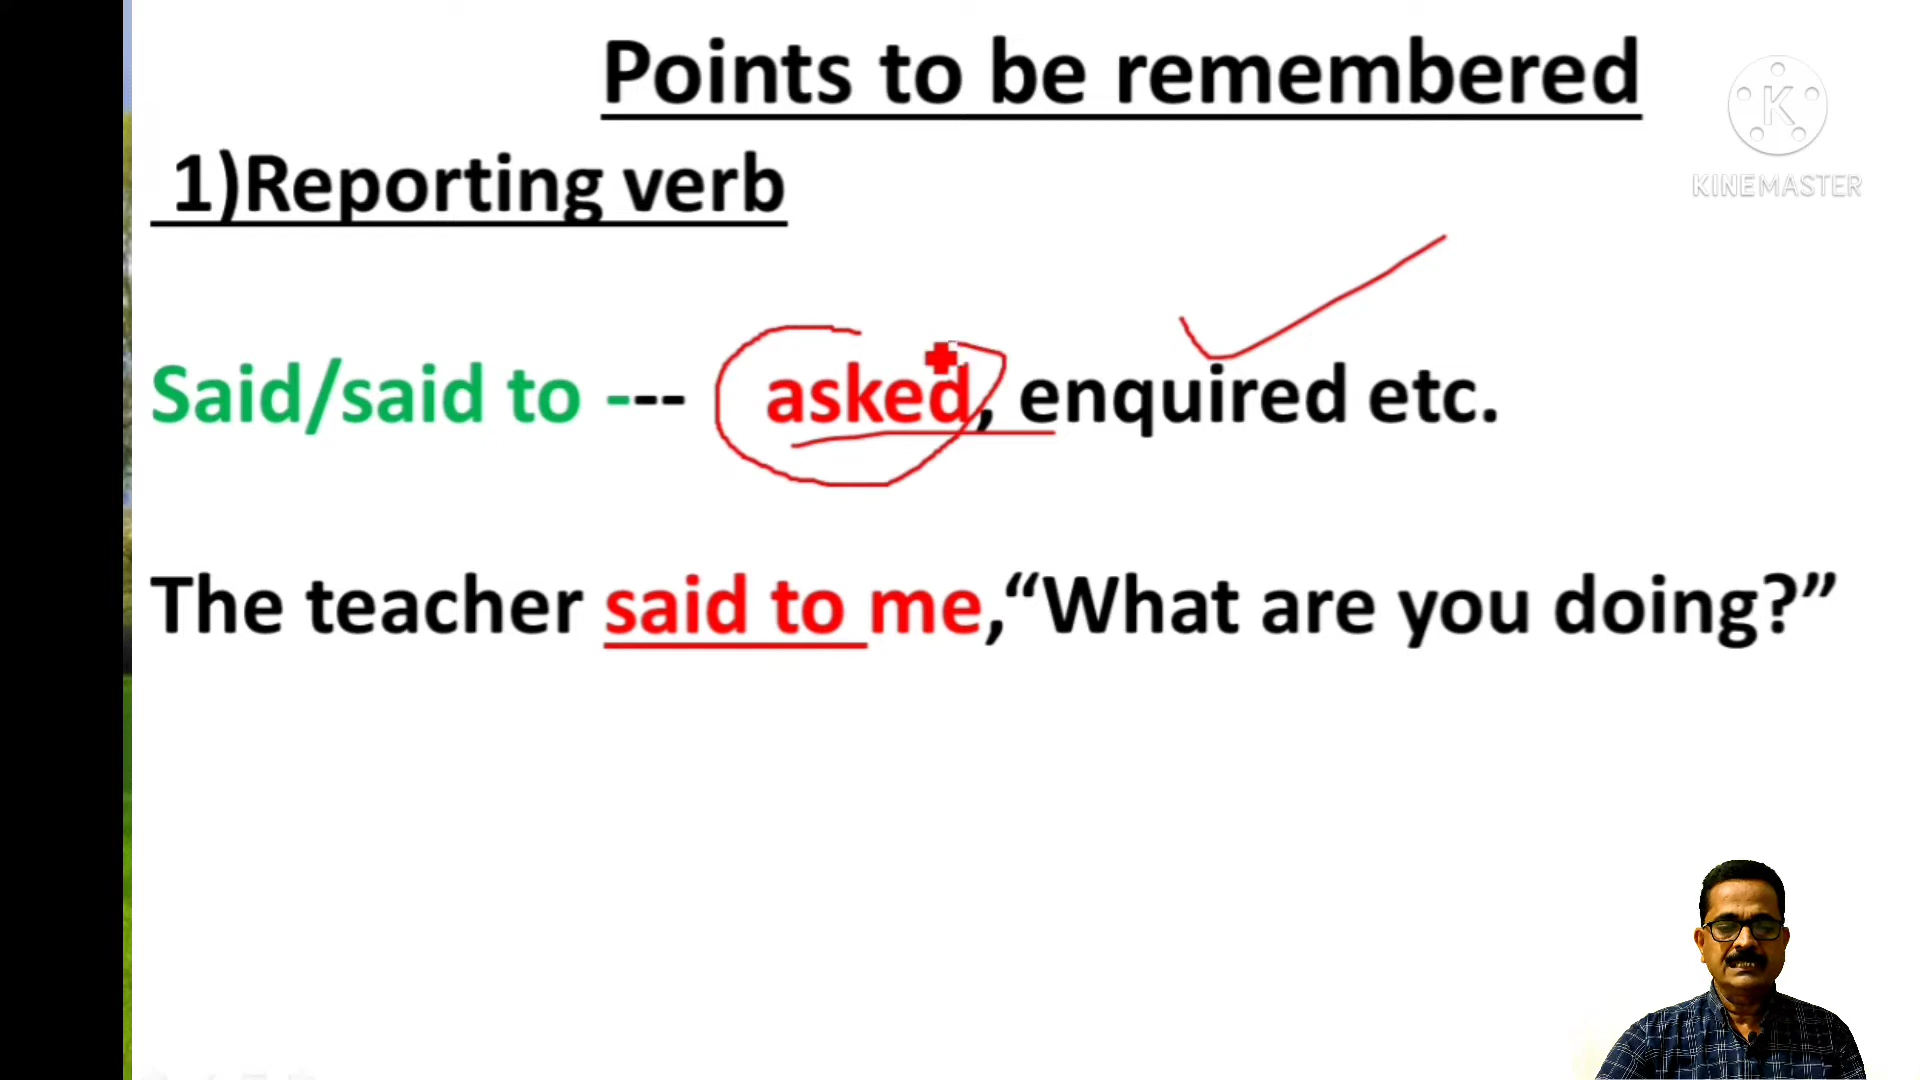 Points to be remembered
KINEMASTER
1)Reporting verb
Said/said to --- asked, enquired etc.
The teacher said to me,“What are you doing?”